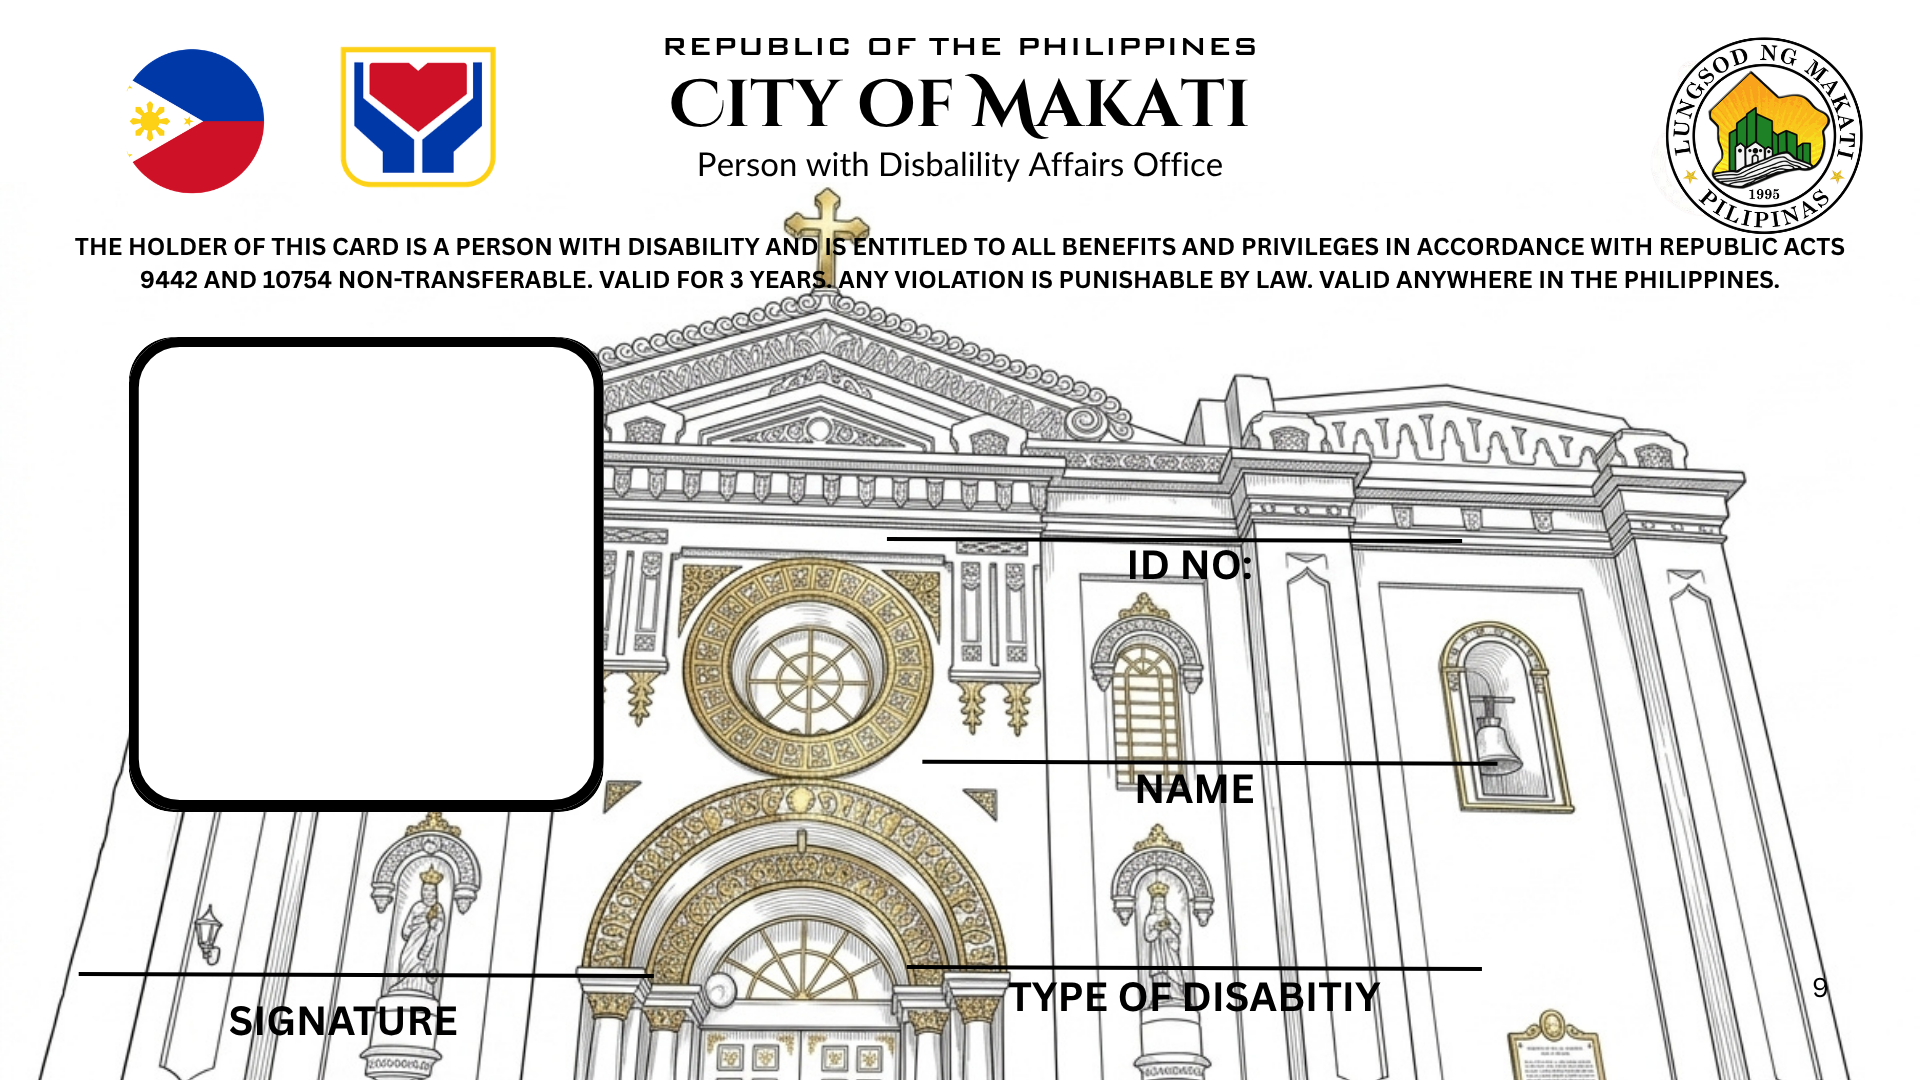 REPUBLIC OF THE PHILIPPINES
CITY OF MAKATI
Person with Disbalility Affairs Office
LUNGSOD NG MAKATI
1995
PILIPINAS
THE HOLDER OF THIS CARD IS A PERSON WITH DISABILITY AND IS ENTITLED TO ALL BENEFITS AND PRIVILEGES IN ACCORDANCE WITH REPUBLIC ACTS
9442 AND 10754 NON-TRANSFERABLE. VALID FOR 3 YEARS. ANY VIOLATION IS PUNISHABLE BY LAW. VALID ANYWHERE IN THE PHILIPPINES.
ID NO:
NAME
TYPE OF DISABITIY
9
SIGNATURE